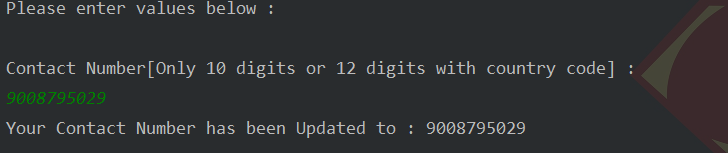 Please enter values below :
Contact Number[Only 10 digits or 12 digits with country code] :
9008795029
Your Contact Number has been Updated to : 9008795029